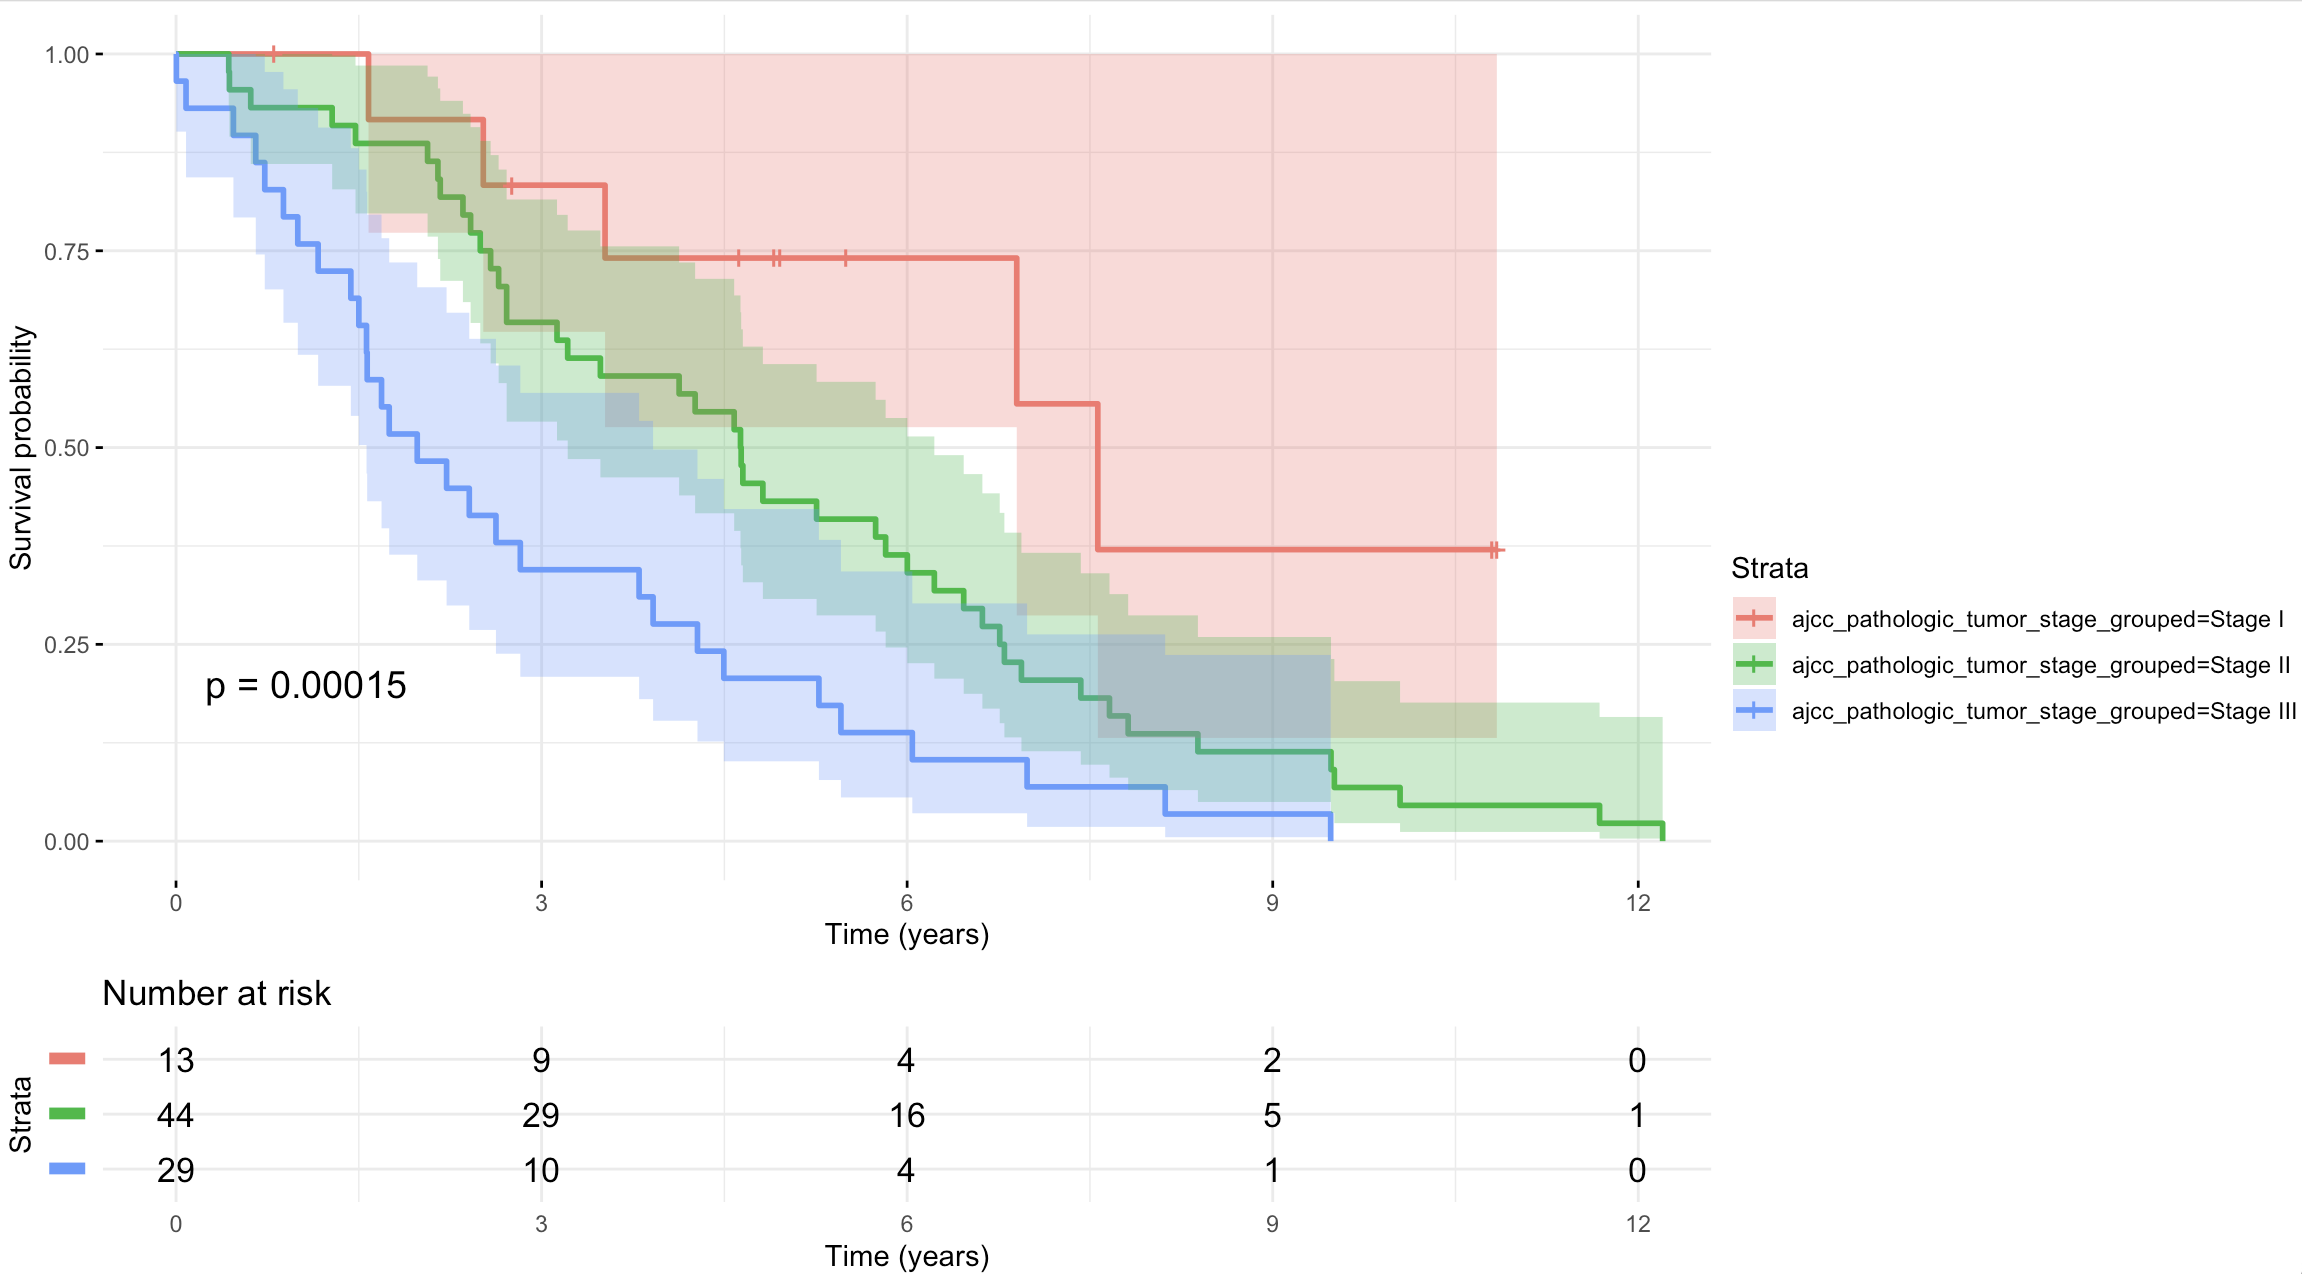 1.00
0.75
0.50
0.25
0.00
Survival probability
p = 0.00015
0 3 6 9 12
Time (years)
Strata
ajcc_pathologic_tumor_stage_grouped=Stage I
ajcc_pathologic_tumor_stage_grouped=Stage II
ajcc_pathologic_tumor_stage_grouped=Stage III
Number at risk
Strata
13 9 4 2 0
44 29 16 5 1
29 10 4 1 0
0 3 6 9 12
Time (years)